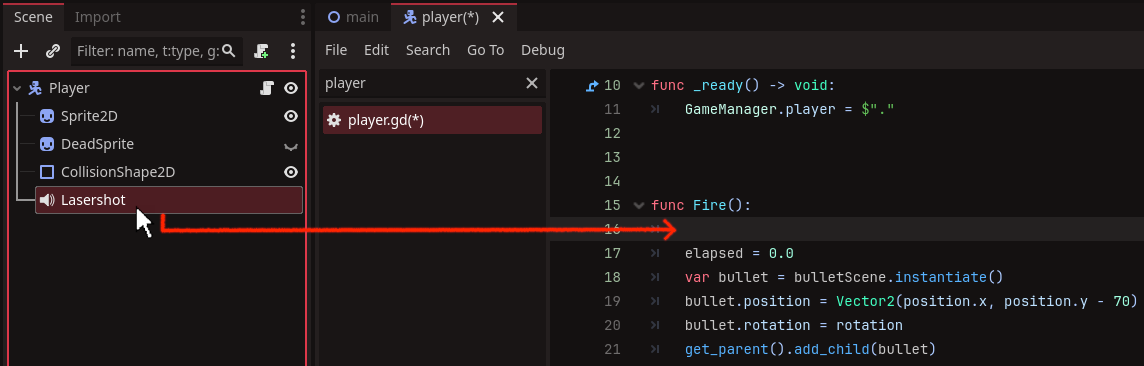 Scene Import
Filter: name, t:type, g:
Player
Sprite2D
DeadSprite
CollisionShape2D
Lasershot
main player(*)
File Edit Search Go To Debug
player
player.gd(*)
10 func _ready() -> void:
11 GameManager.player = $"."
12
13
14
15 func Fire():
16
17 elapsed = 0.0
18 var bullet = bulletScene.instantiate()
19 bullet.position = Vector2(position.x, position.y - 70)
20 bullet.rotation = rotation
21 get_parent().add_child(bullet)